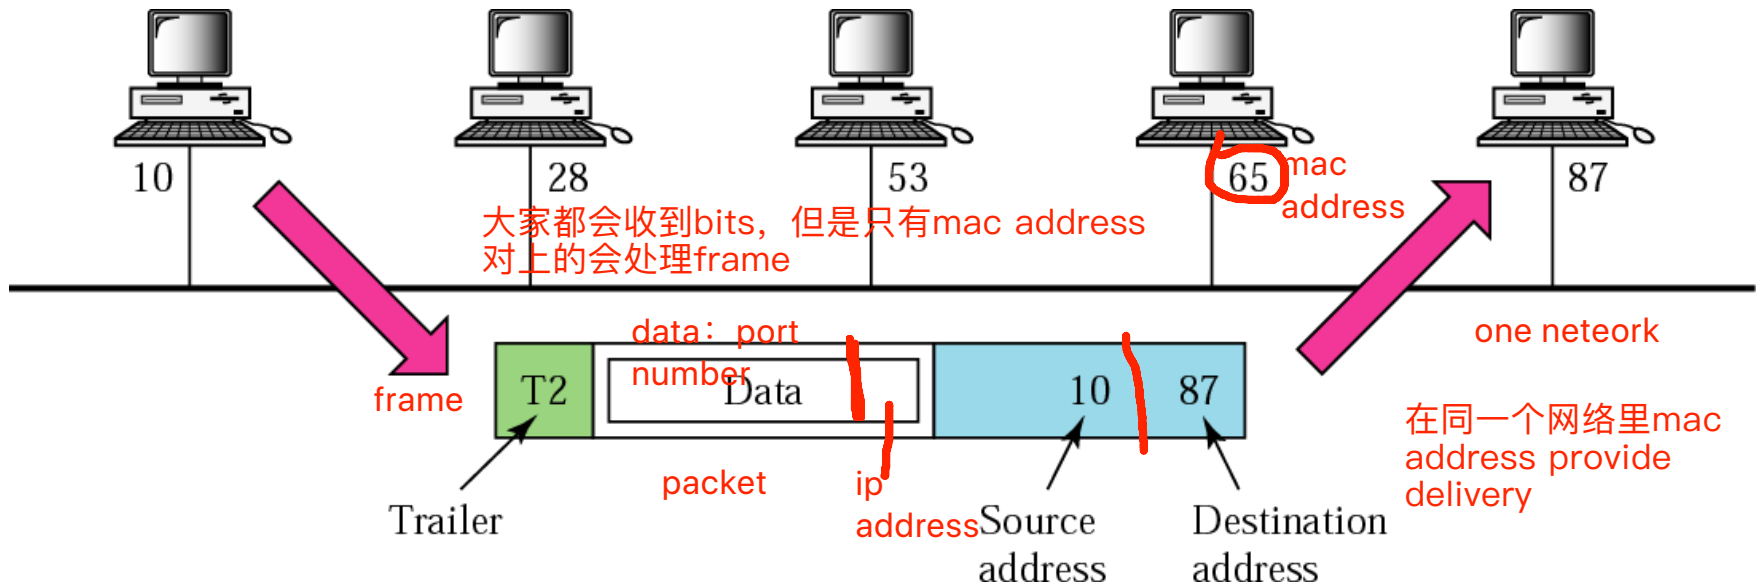 10
28
53
65
87
mac
address
大家都会收到bits，但是只有mac address
对上的会处理frame
data：port
number
one neteork
frame
T2
Data
10
87
packet
ip
address
在同一个网络里mac
address provide
delivery
Trailer
Source
address
Destination
address